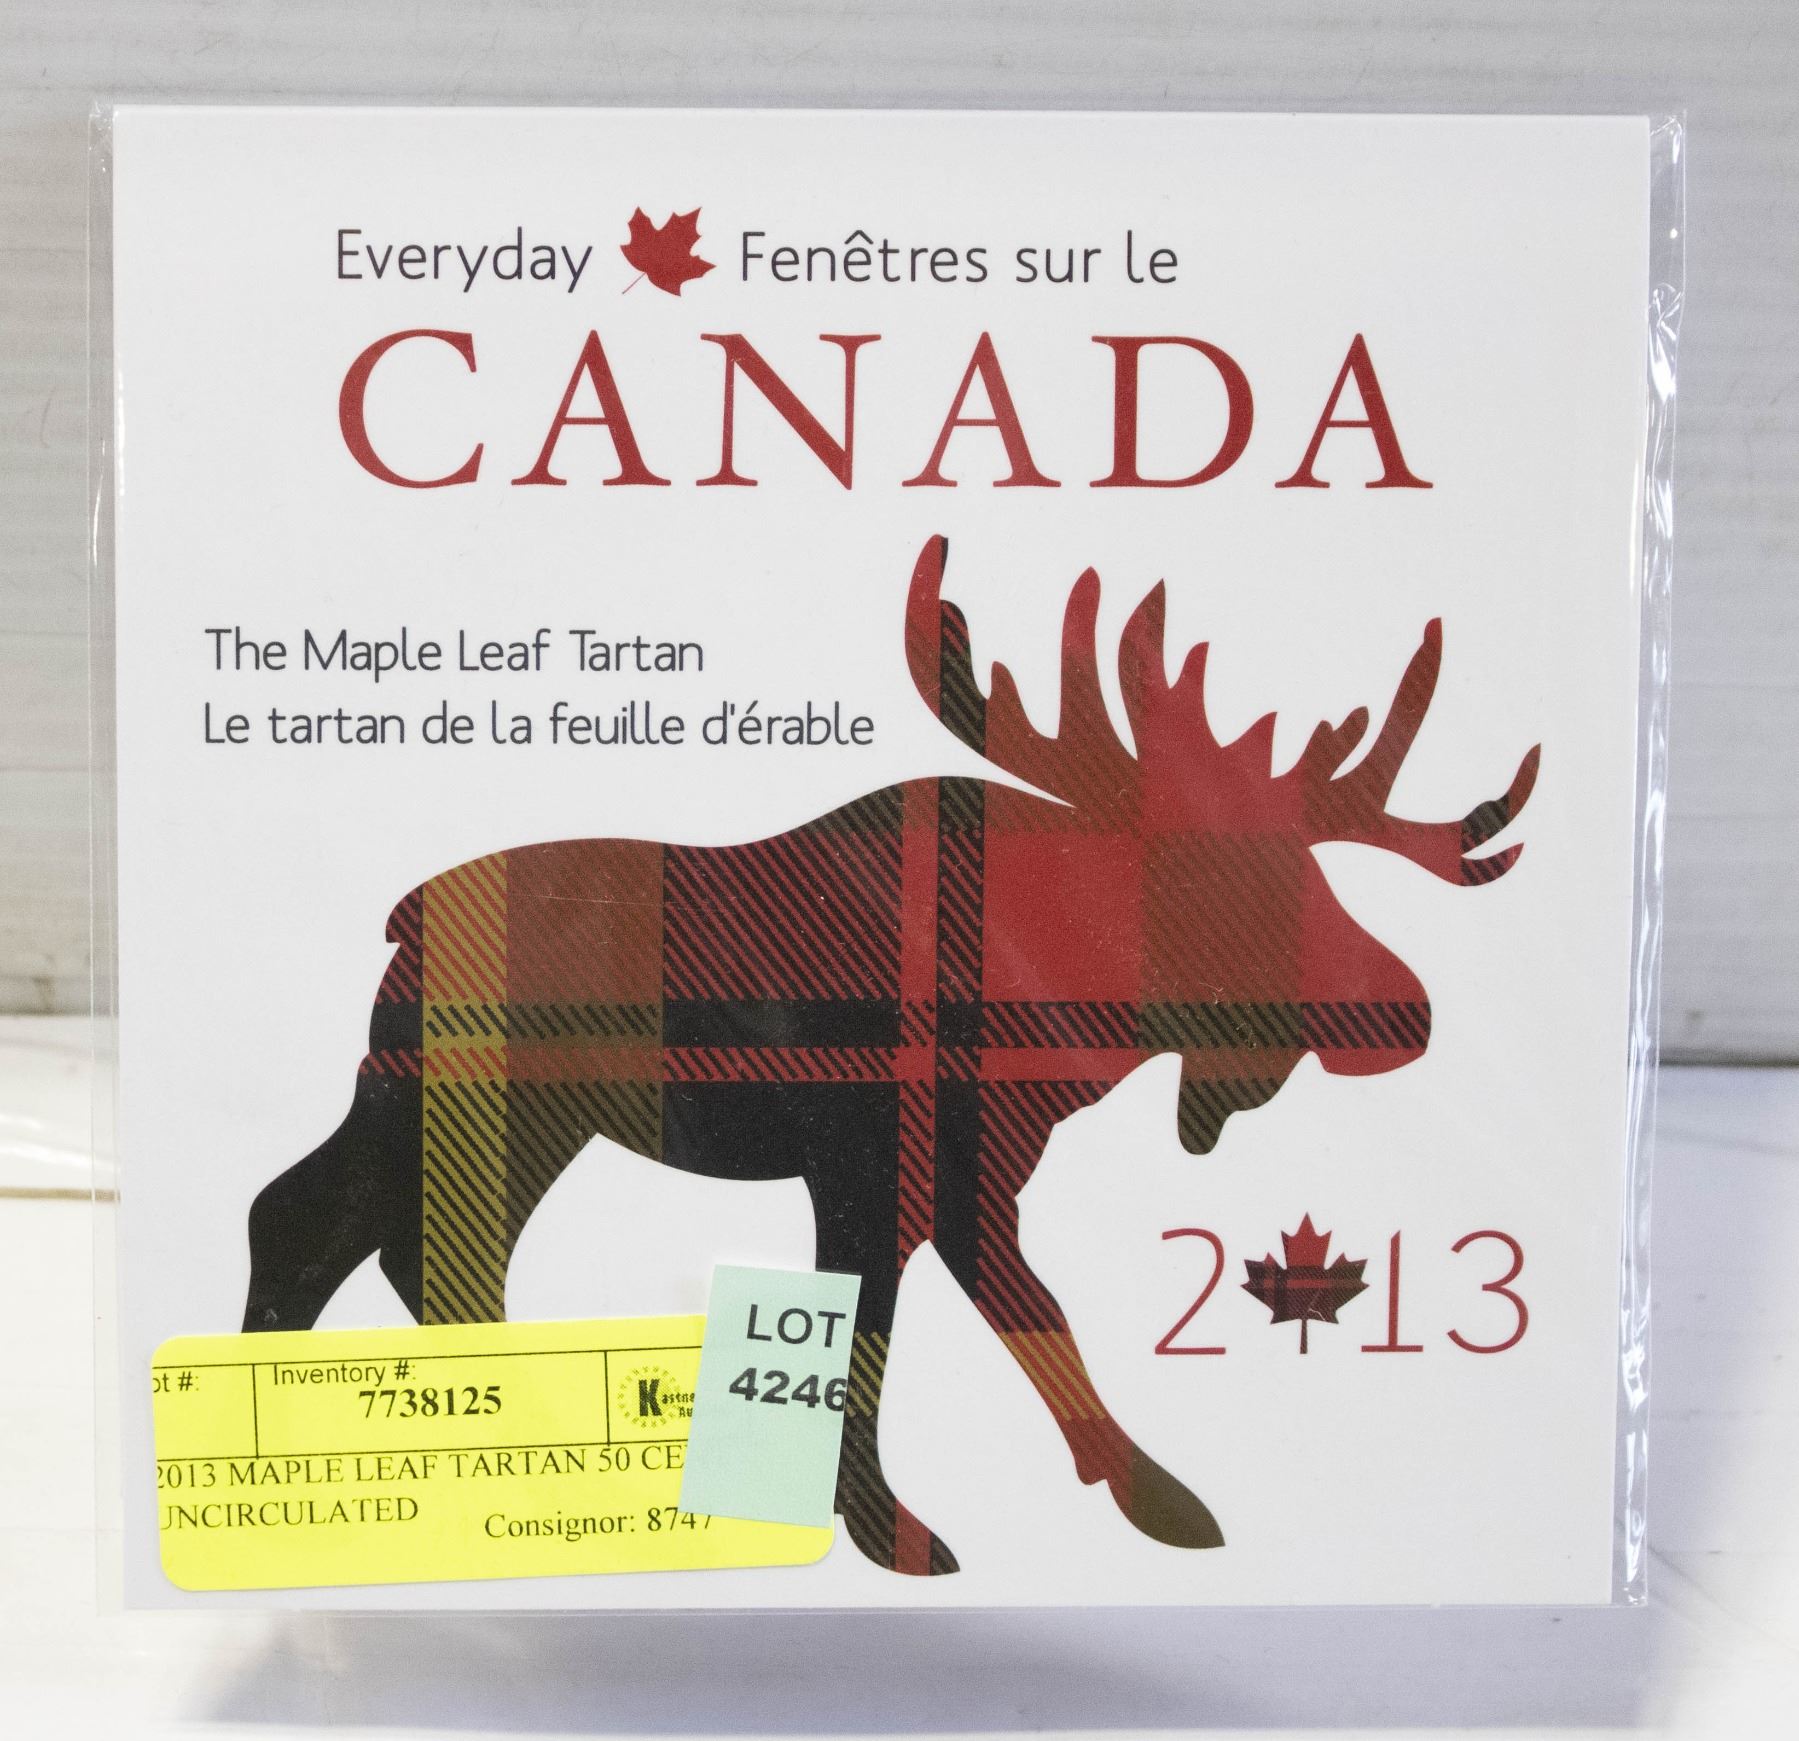 Everyday Fenêtres sur le
CANADA
The Maple Leaf Tartan
Le tartan de la feuille d'érable
2 13
LOT
4246
ot #:
Inventory #:
7738125
2013 MAPLE LEAF TARTAN 50 CE
UNCIRCULATED
Consignor: 8747